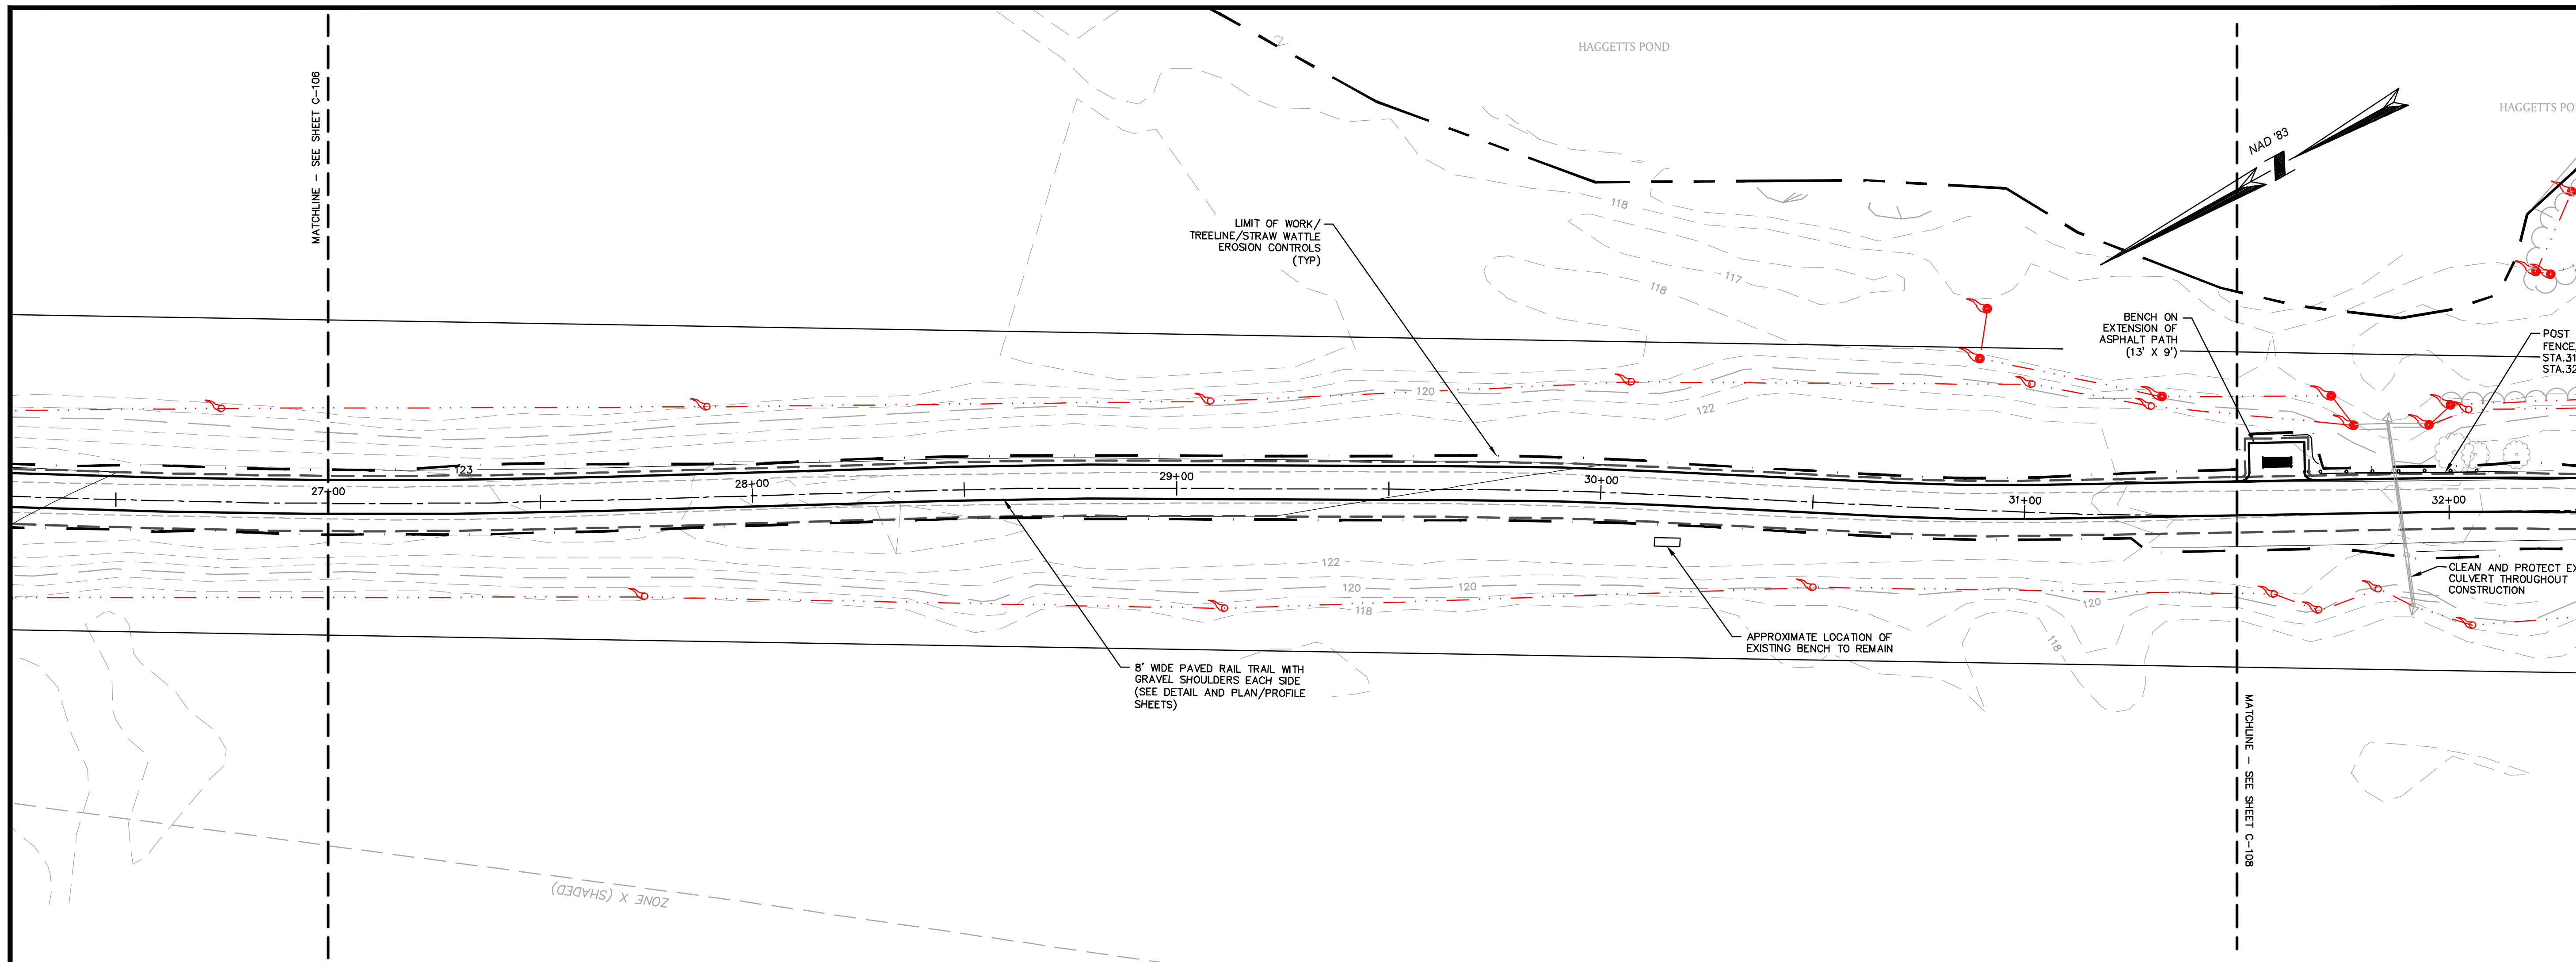 HAGGETTS POND
HAGGETTS PO
NAD '83
MATCHLINE - SEE SHEET C-106
LIMIT OF WORK/
TREELINE/STRAW WATTLE
EROSION CONTROLS
(TYP)
118
117
118
BENCH ON
EXTENSION OF
ASPHALT PATH
(13' X 9')
POST
FENCE,
STA.31
STA.32
120
122
123
27+00
28+00
29+00
30+00
31+00
32+00
122
120
120
118
120
118
CLEAN AND PROTECT EX
CULVERT THROUGHOUT
CONSTRUCTION
APPROXIMATE LOCATION OF
EXISTING BENCH TO REMAIN
8' WIDE PAVED RAIL TRAIL WITH
GRAVEL SHOULDERS EACH SIDE
(SEE DETAIL AND PLAN/PROFILE
SHEETS)
MATCHLINE - SEE SHEET C-108
ZONE X (SHADED)